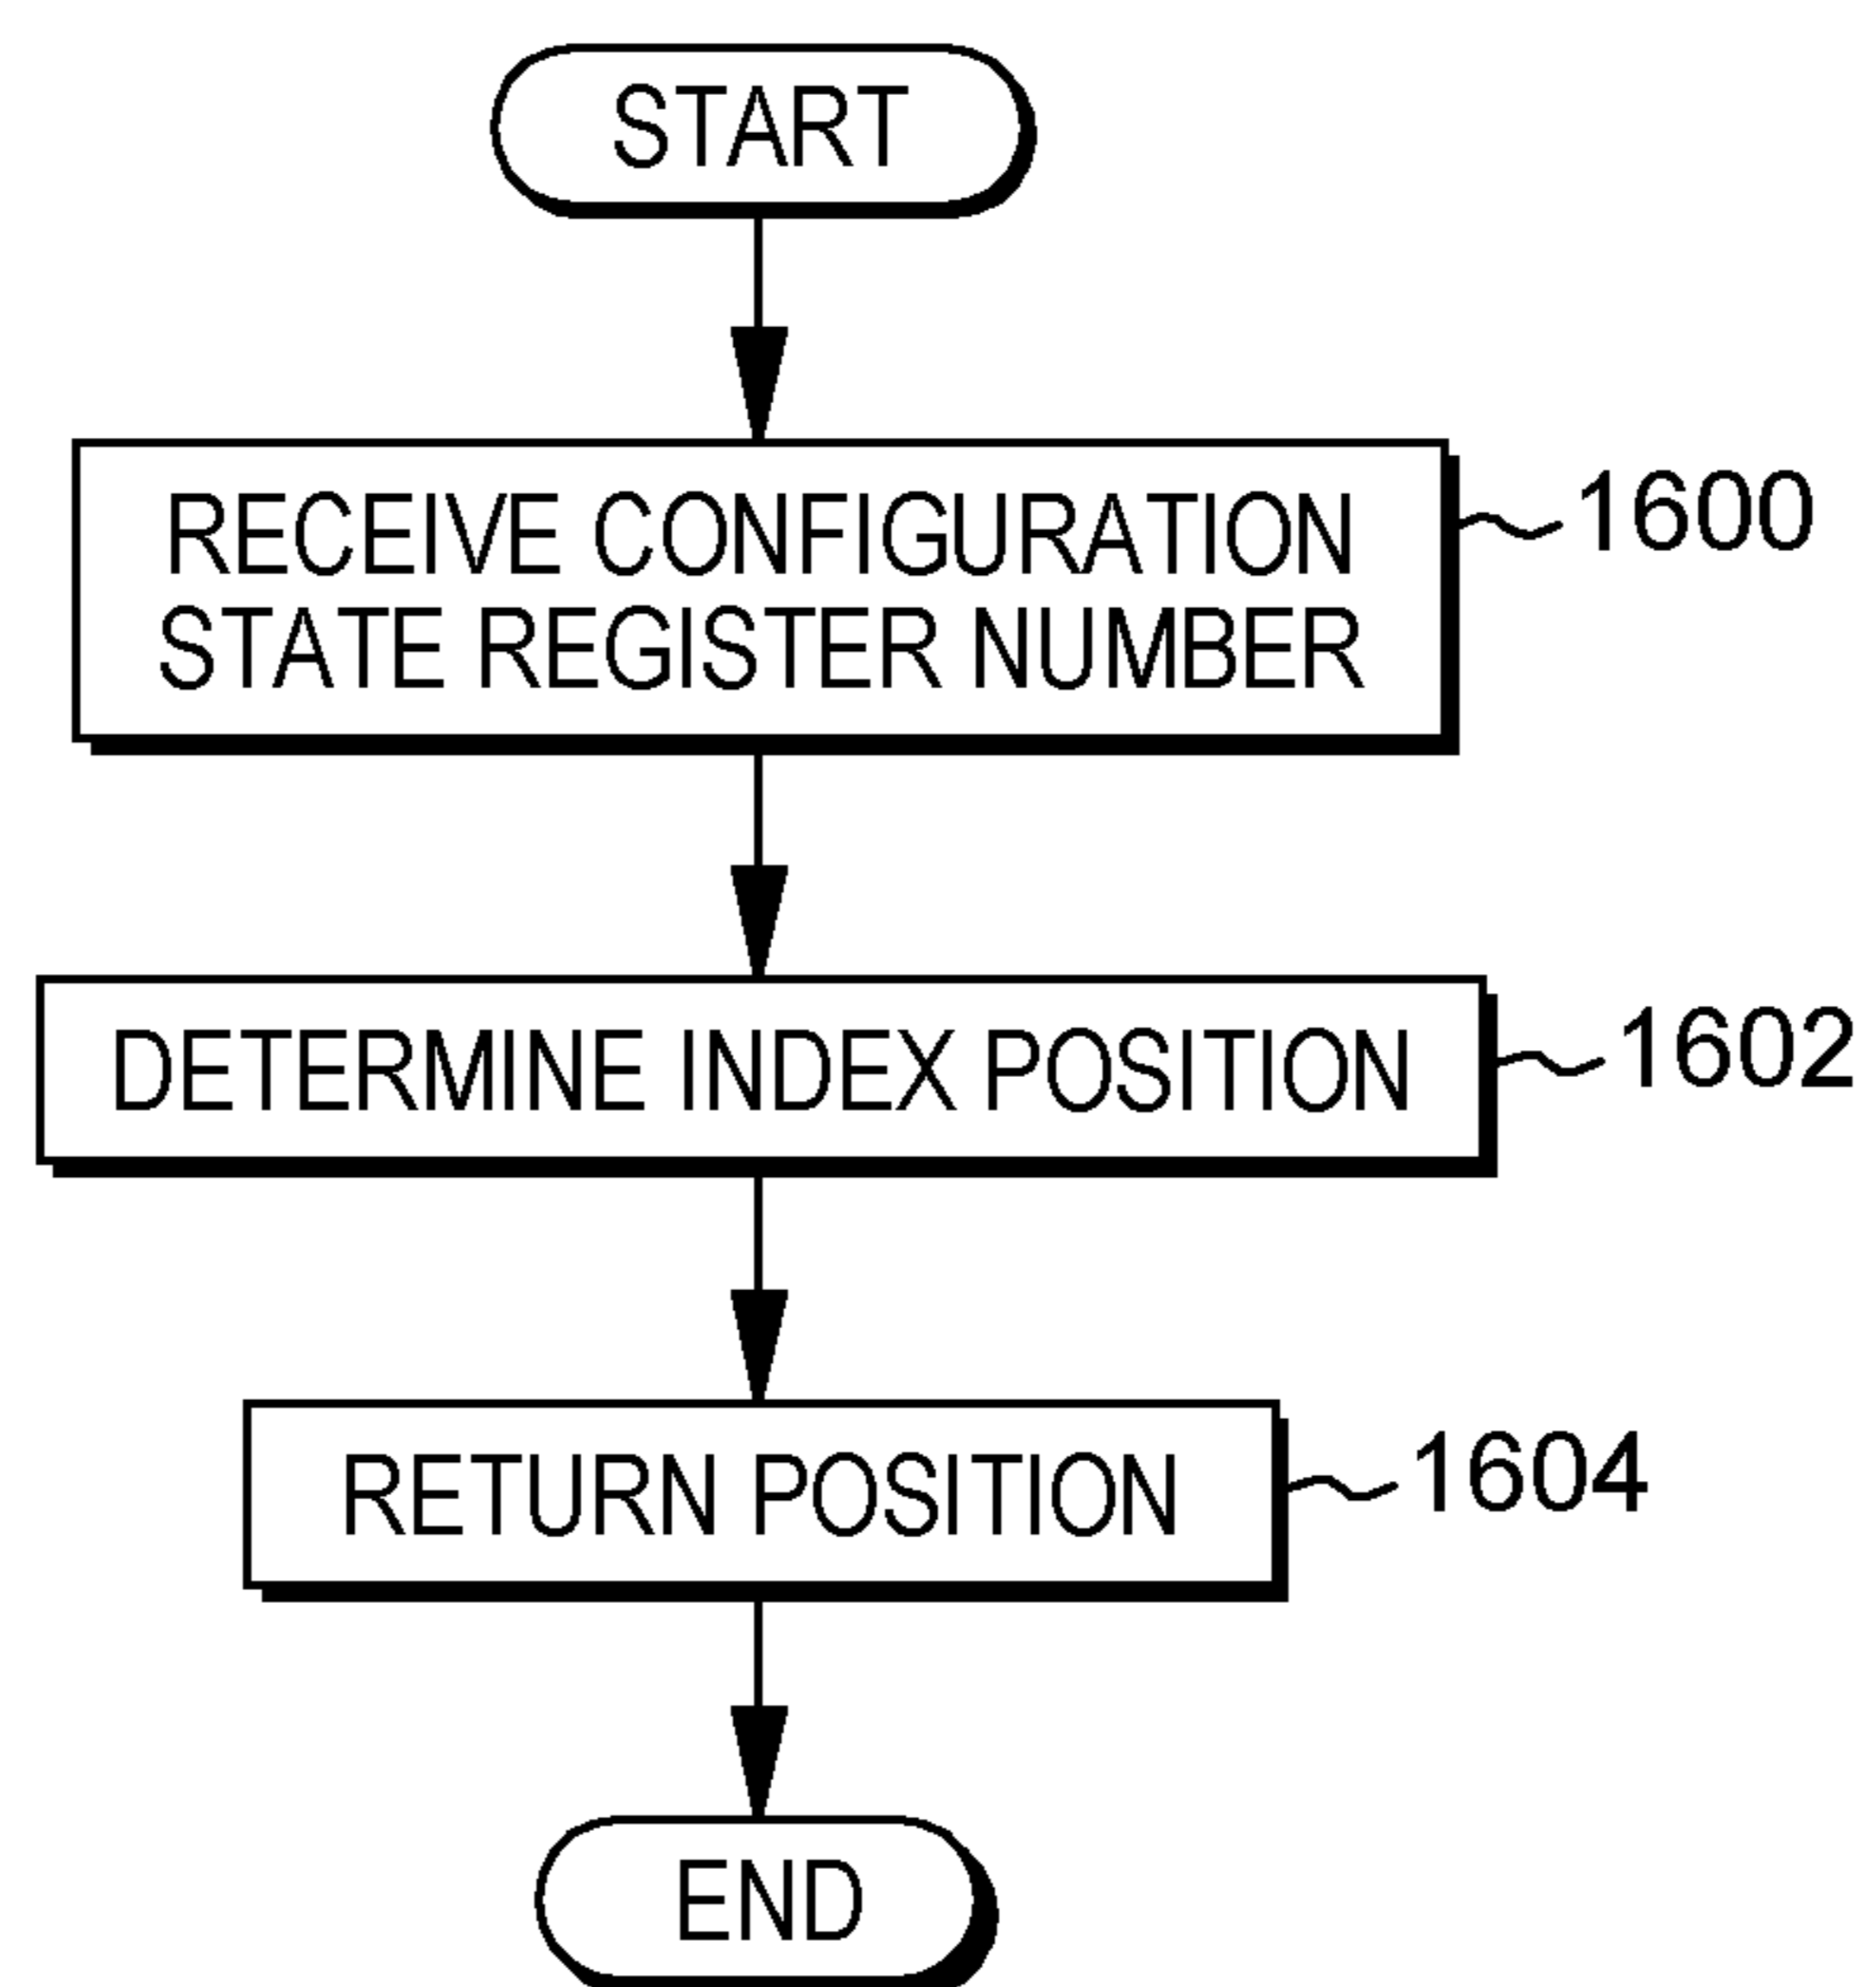 START
RECEIVE CONFIGURATION
STATE REGISTER NUMBER
1600
DETERMINE INDEX POSITION
1602
RETURN POSITION
1604
END